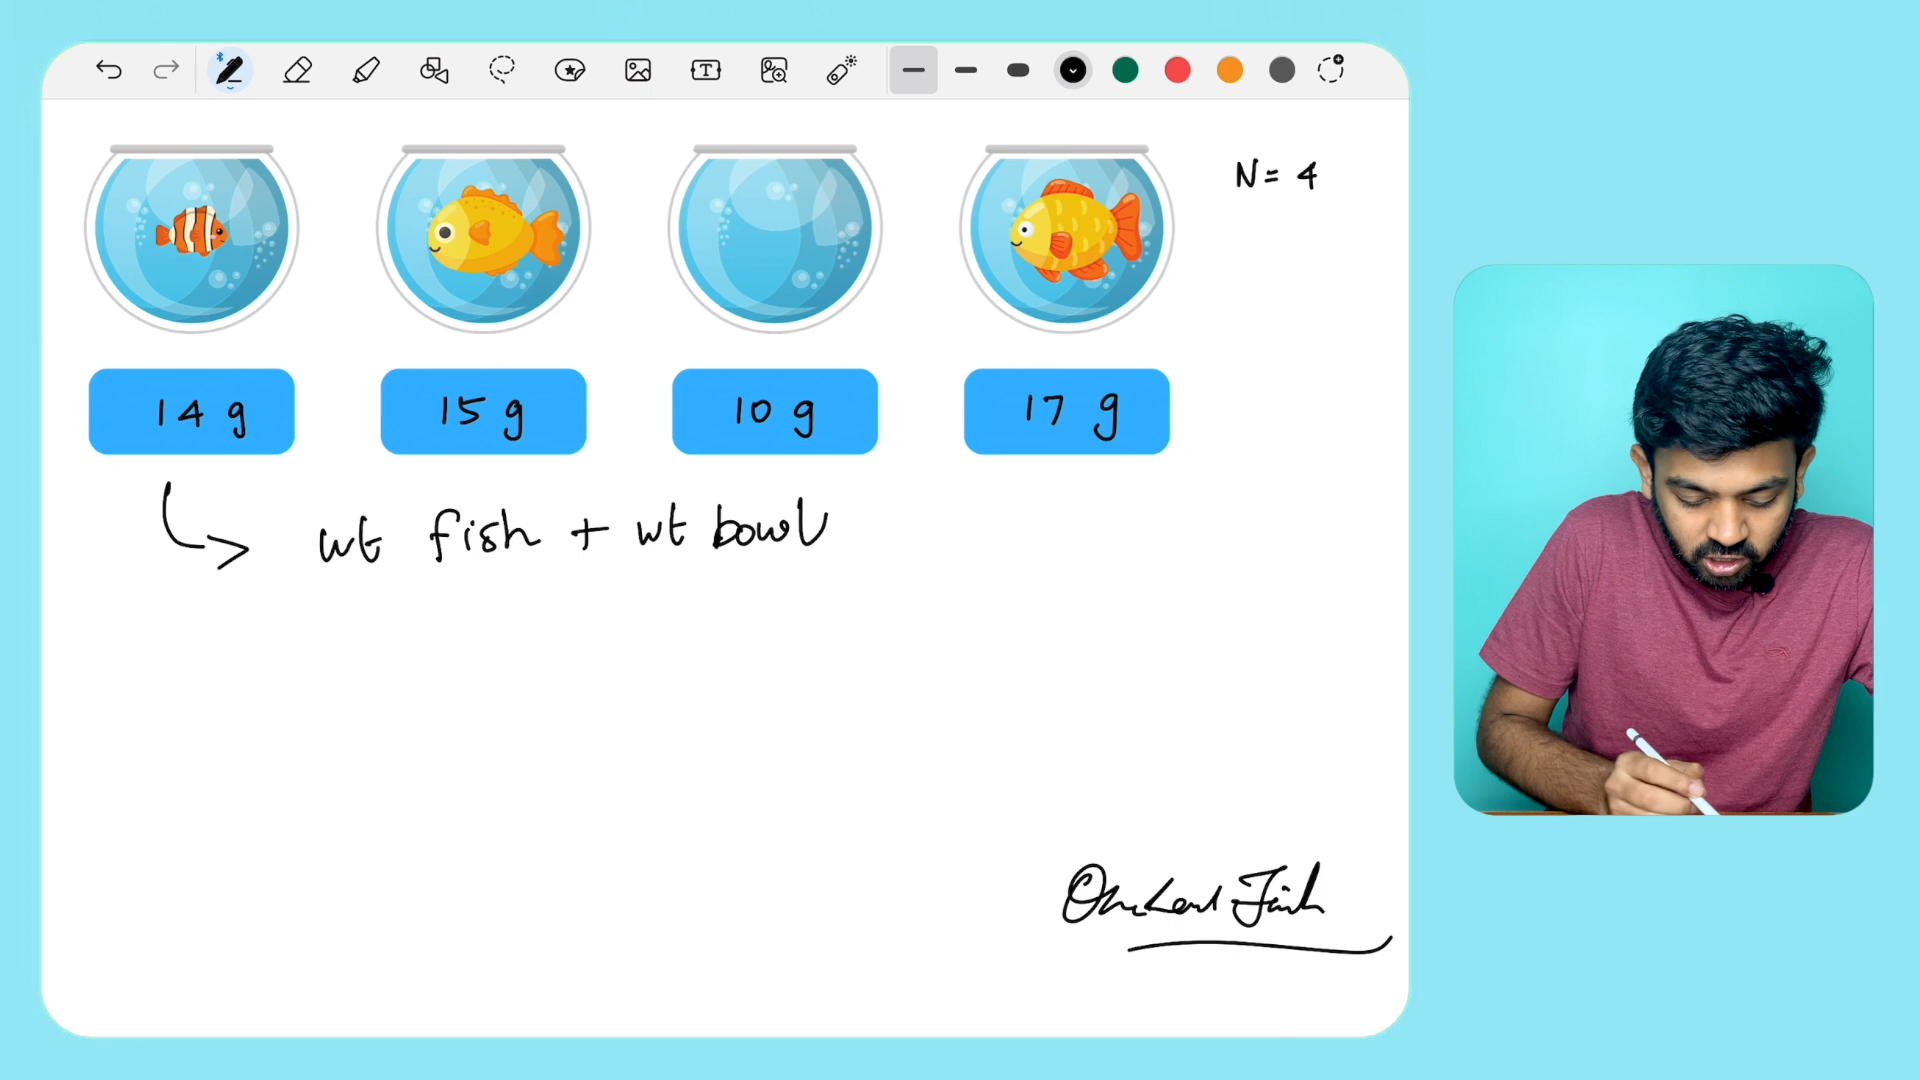 N = 4
14 g
15 g
10 g
17 g
wt fish + wt bowl